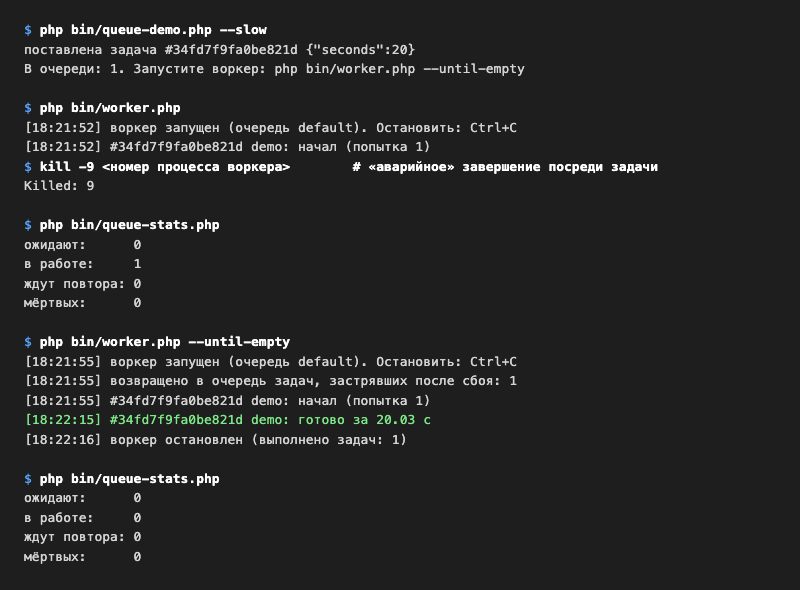 $ php bin/queue-demo.php --slow
поставлена задача #34fd7f9fa0be821d {"seconds":20}
В очереди: 1. Запустите воркер: php bin/worker.php --until-empty
$ php bin/worker.php
[18:21:52] воркер запущен (очередь default). Остановить: Ctrl+C
[18:21:52] #34fd7f9fa0be821d demo: начал (попытка 1)
$ kill -9 <номер процесса воркера>        # «аварийное» завершение посреди задачи
Killed: 9
$ php bin/queue-stats.php
ожидают:      0
в работе:     1
ждут повтора: 0
мёртвых:      0
$ php bin/worker.php --until-empty
[18:21:55] воркер запущен (очередь default). Остановить: Ctrl+C
[18:21:55] возвращено в очередь задач, застрявших после сбоя: 1
[18:21:55] #34fd7f9fa0be821d demo: начал (попытка 1)
[18:22:15] #34fd7f9fa0be821d demo: готово за 20.03 с
[18:22:16] воркер остановлен (выполнено задач: 1)
$ php bin/queue-stats.php
ожидают:      0
в работе:     0
ждут повтора: 0
мёртвых:      0